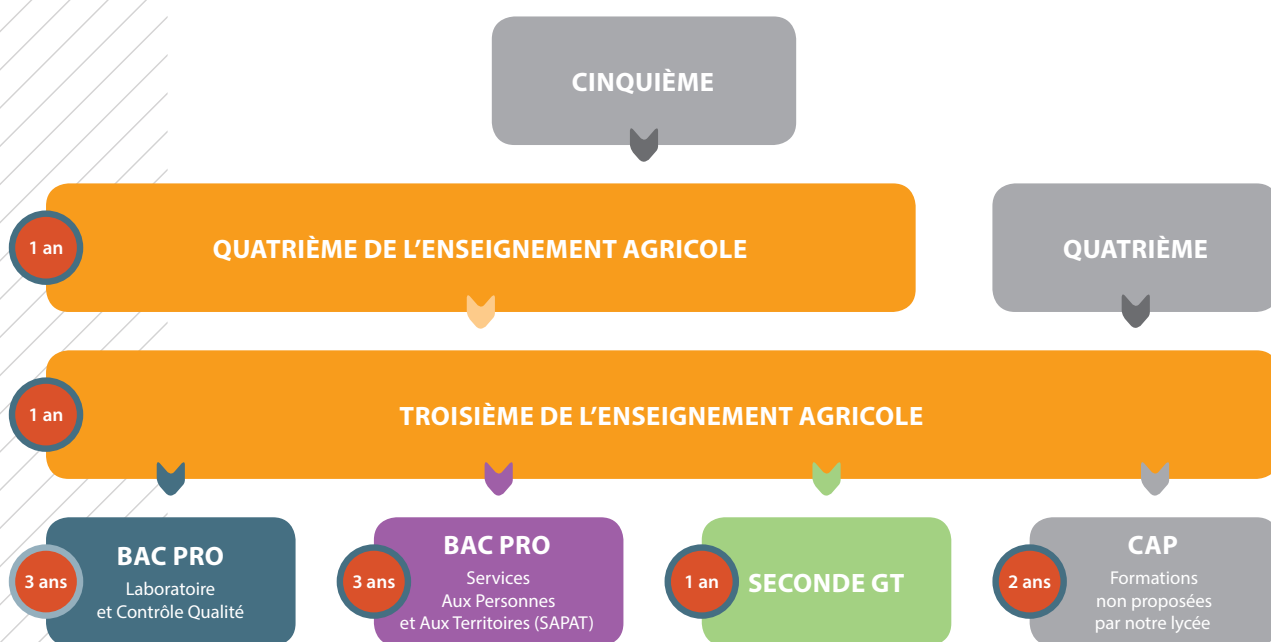 CINQUIÈME
1 an
QUATRIÈME DE L'ENSEIGNEMENT AGRICOLE
QUATRIÈME
1 an
TROISIÈME DE L'ENSEIGNEMENT AGRICOLE
3 ans
BAC PRO
Laboratoire
et Contrôle Qualité
3 ans
BAC PRO
Services
Aux Personnes
et Aux Territoires (SAPAT)
1 an
SECONDE GT
2 ans
CAP
Formations
non proposées
par notre lycée